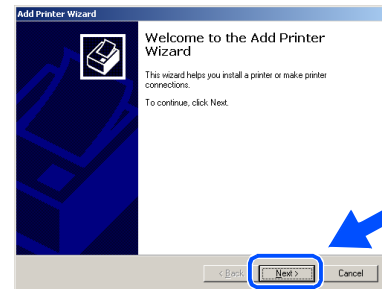 Add Printer Wizard
Welcome to the Add Printer
Wizard
This wizard helps you install a printer or make printer
connections.
To continue, click Next.
< Back
Next >
Cancel